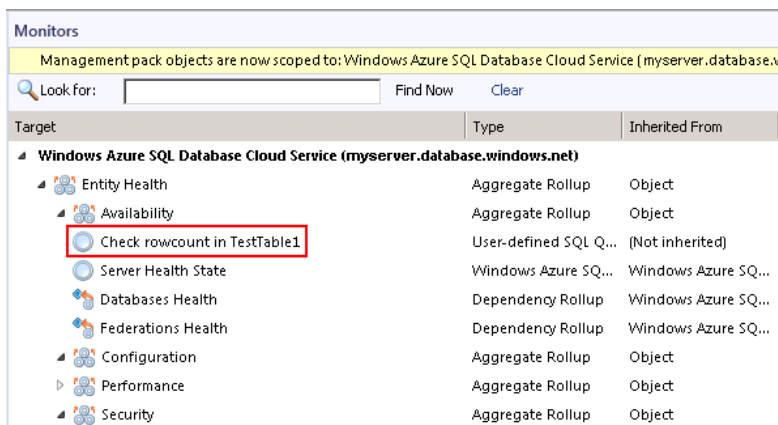 Monitors
Management pack objects are now scoped to: Windows Azure SQL Database Cloud Service (myserver.database.
Look for: Find Now Clear
Target Type Inherited From
Windows Azure SQL Database Cloud Service (myserver.database.windows.net)
Entity Health Aggregate Rollup Object
Availability Aggregate Rollup Object
Check rowcount in TestTable1 User-defined SQL Q... (Not inherited)
Server Health State Windows Azure SQ... Windows Azure SQ...
Databases Health Dependency Rollup Windows Azure SQ...
Federations Health Dependency Rollup Windows Azure SQ...
Configuration Aggregate Rollup Object
Performance Aggregate Rollup Object
Security Aggregate Rollup Object